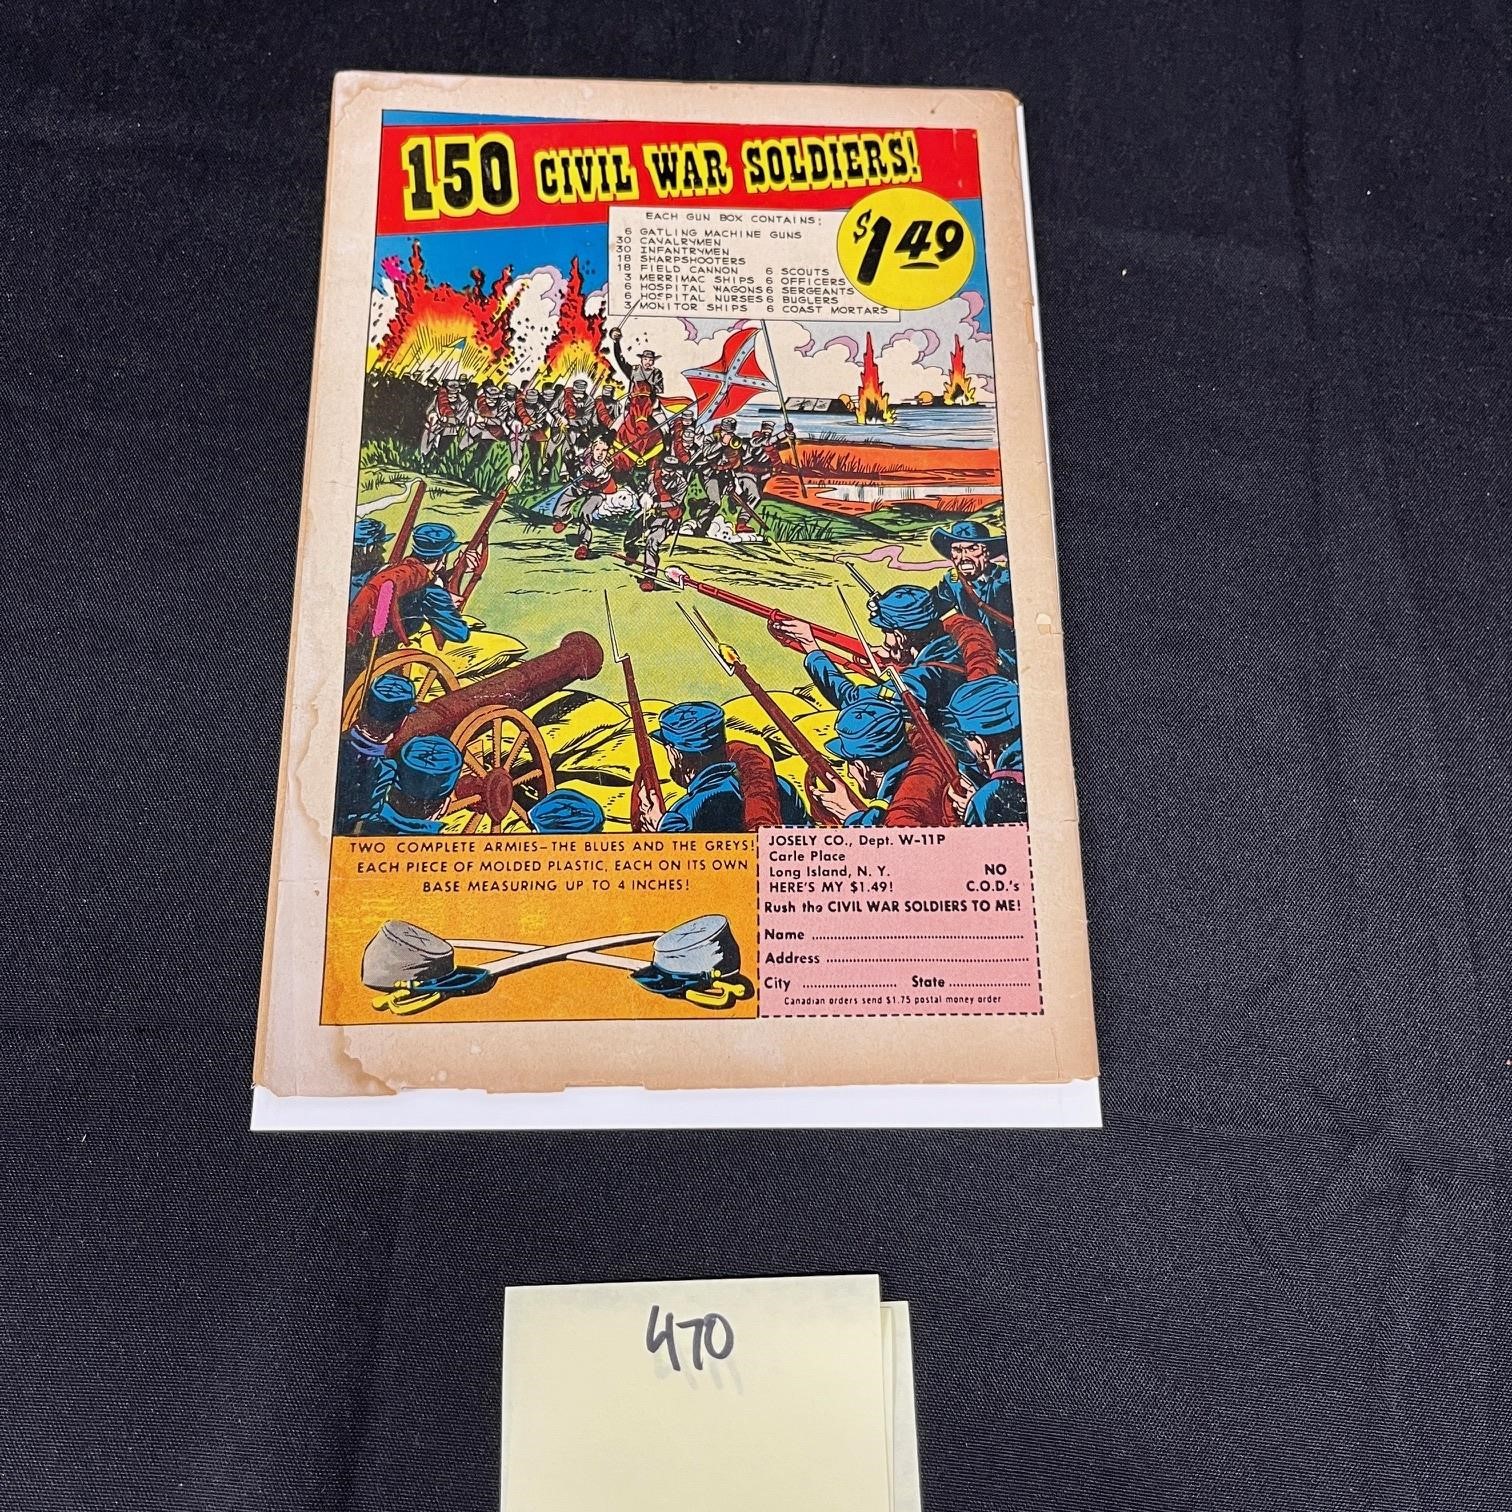 150 CIVIL WAR SOLDIERS!
$1.49
EACH GUN BOX CONTAINS:
6 GATLING MACHINE GUNS
30 CAVALRYMEN
30 INFANTRYMEN
18 SHARPSHOOTERS
18 FIELD CANNON 6 SCOUTS
3 MERRIMAC SHIPS 6 OFFICERS
6 HOSPITAL WAGONS 6 SERGEANTS
6 HOSPITAL NURSES 6 BUGLERS
3 MONITOR SHIPS 6 COAST MORTARS
TWO COMPLETE ARMIES-THE BLUES AND THE GREYS!
EACH PIECE OF MOLDED PLASTIC, EACH ON ITS OWN
BASE MEASURING UP TO 4 INCHES!
JOSELY CO., Dept. W-11P
Carle Place
Long Island, N. Y. NO
HERE'S MY $1.49! C.O.D.'s
Rush the CIVIL WAR SOLDIERS TO ME!
Name
Address
City State
Canadian orders send $1.75 postal money order
470